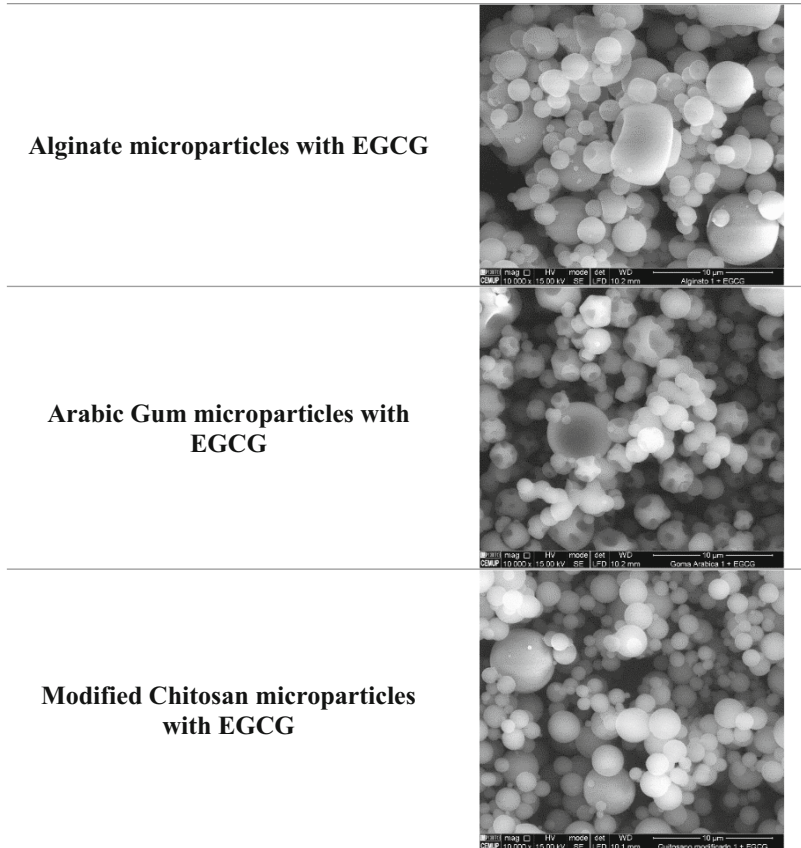 Alginate microparticles with EGCG
mag □ HV mode det WD 10 µm
CEMUP 10 000 x 15.00 kV SE LFD 10.2 mm Alginato 1 + EGCG
Arabic Gum microparticles with
EGCG
mag □ HV mode det WD 10 µm
CEMUP 10 000 x 15.00 kV SE LFD 10.2 mm Goma Arabica 1 + EGCG
Modified Chitosan microparticles
with EGCG
mag □ HV mode det WD 10 µm
CEMUP 10 000 x 15.00 kV SE LFD 10.1 mm Quitosano modificado 1 + EGCG